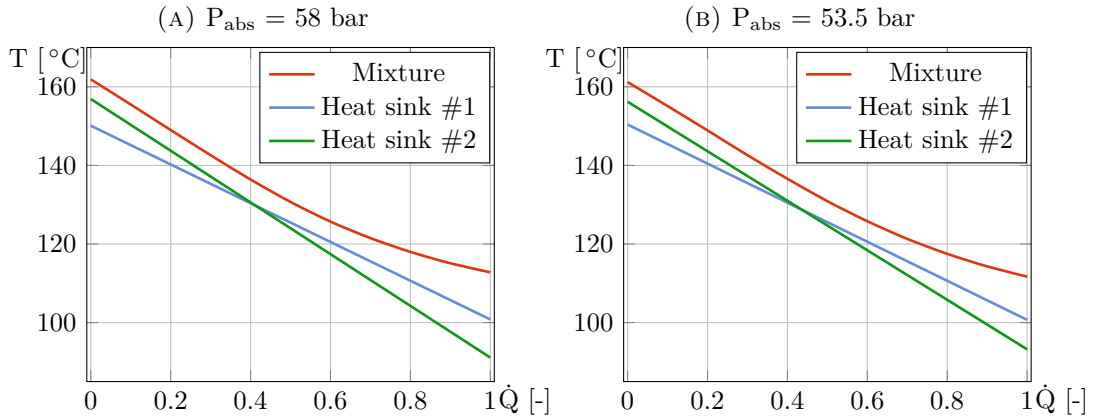 (A) P_abs = 58 bar
T [°C]
160
140
120
100
0 0.2 0.4 0.6 0.8 1 Q̇ [-]
Mixture
Heat sink #1
Heat sink #2
(B) P_abs = 53.5 bar
T [°C]
160
140
120
100
0 0.2 0.4 0.6 0.8 1 Q̇ [-]
Mixture
Heat sink #1
Heat sink #2